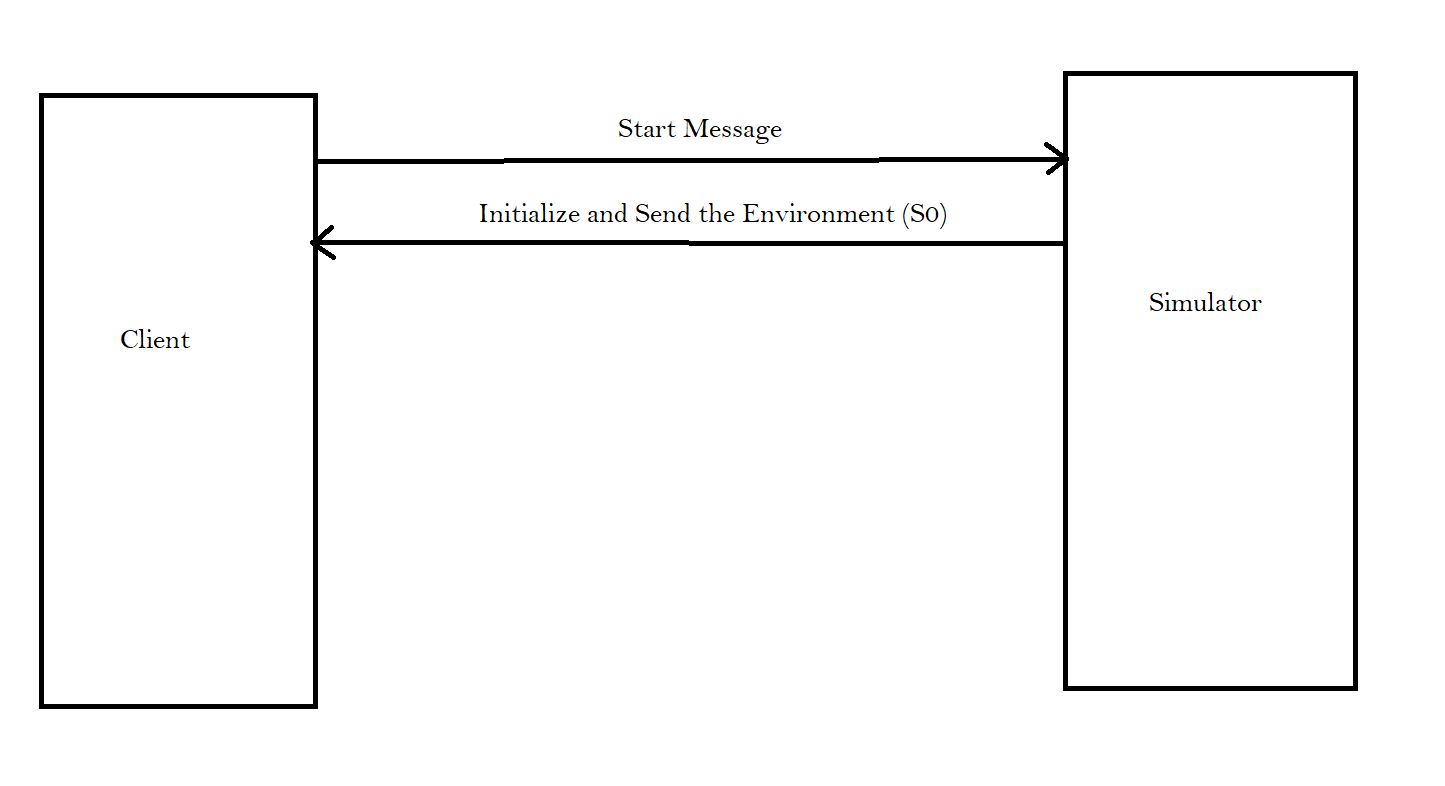 Start Message
Initialize and Send the Environment (S0)
Simulator
Client